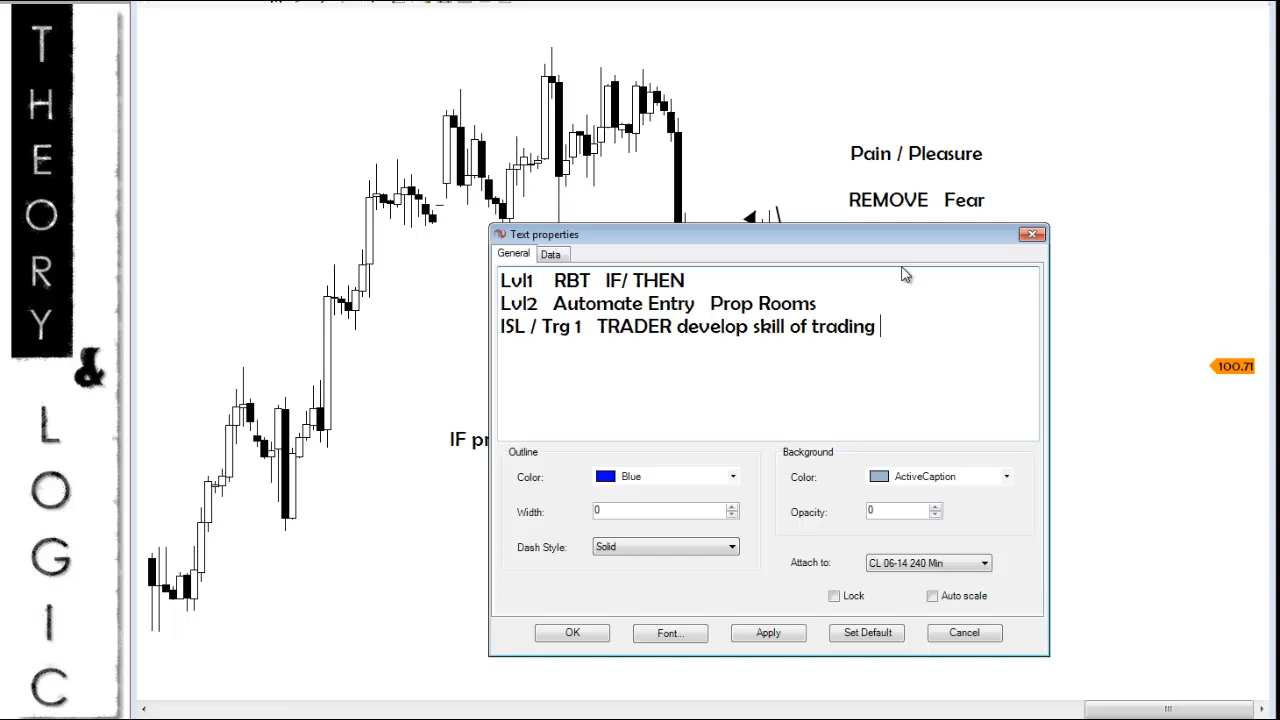 THEORY
&
LOGIC
Pain / Pleasure
REMOVE Fear
Text properties
General Data
Lvl1 RBT IF/ THEN
Lvl2 Automate Entry Prop Rooms
ISL / Trg 1 TRADER develop skill of trading
100.71
IF pr
Outline
Background
Color: Blue
Color: ActiveCaption
Width: 0
Opacity: 0
Dash Style: Solid
Attach to: CL 06-14 240 Min
Lock Auto scale
OK Font... Apply Set Default Cancel